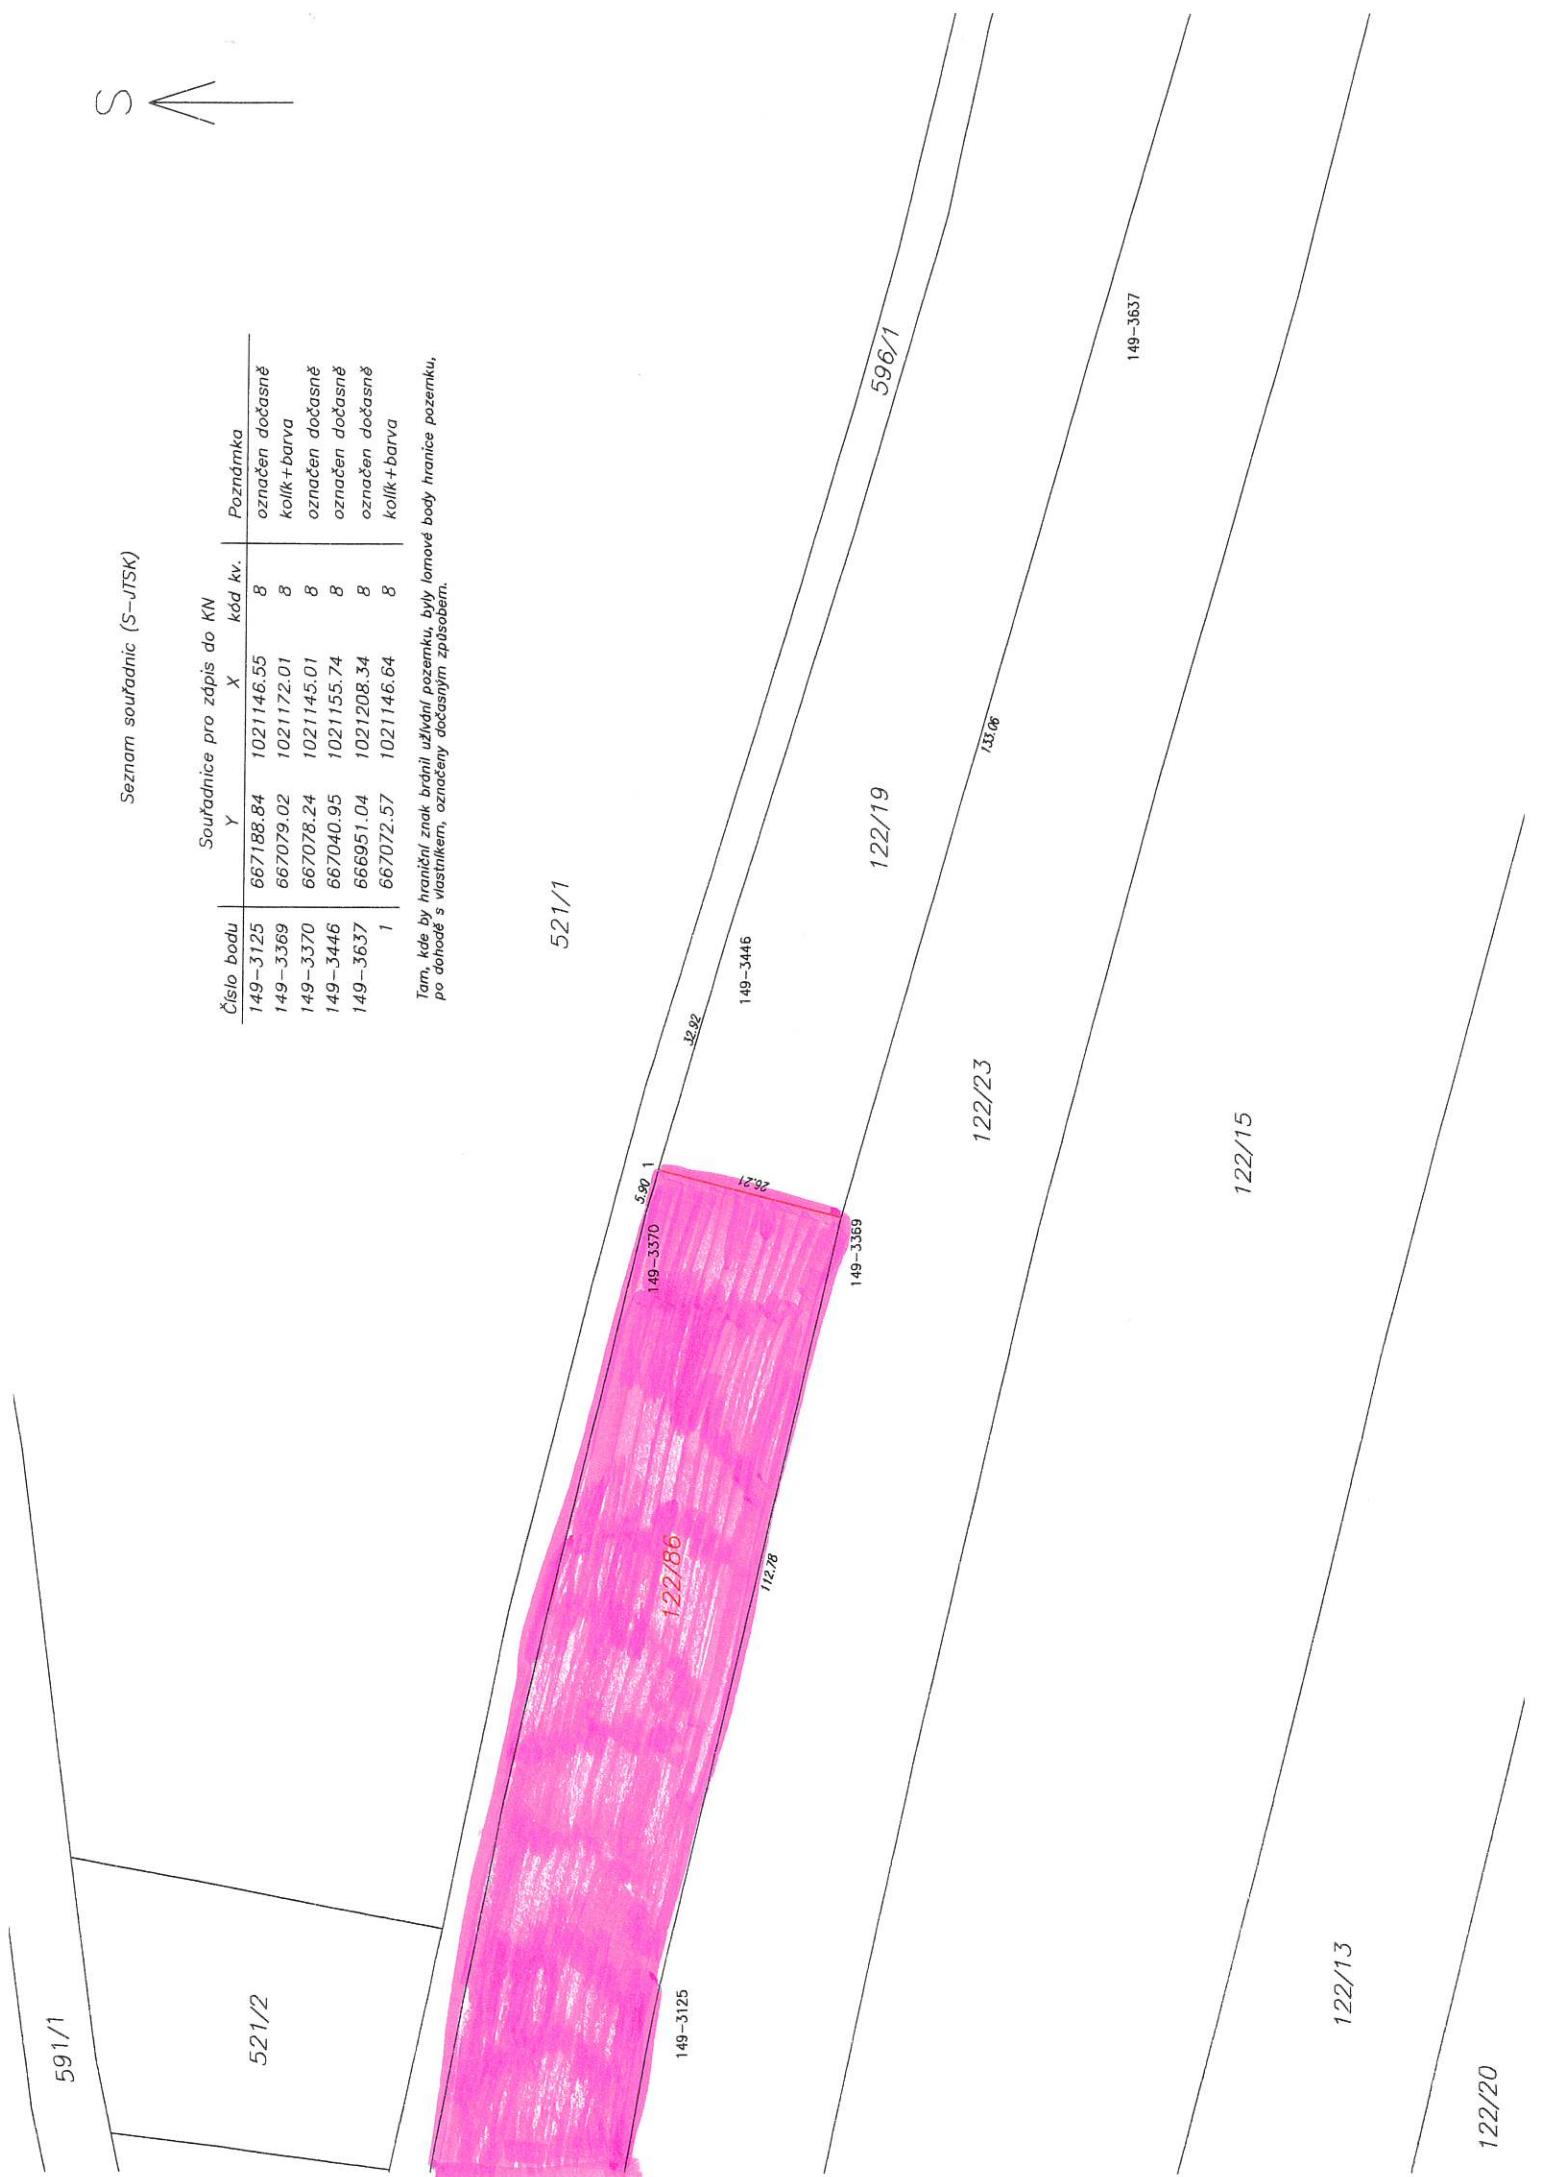 S
Seznam souřadnic (S-JTSK)
Souřadnice pro zápis do KN
Číslo bodu Y X kód kv. Poznámka
149-3125 667188.84 1021146.55 8 označen dočasně
149-3369 667079.02 1021172.01 8 kolík+barva
149-3370 667078.24 1021145.01 8 označen dočasně
149-3446 667040.95 1021155.74 8 označen dočasně
149-3637 666951.04 1021208.34 8 označen dočasně
1 667072.57 1021146.64 8 kolík+barva
Tam, kde by hraniční znak bránil užívání pozemku, byly lomové body hranice pozemku,
po dohodě s vlastníkem, označeny dočasným způsobem.
591/1
521/2
521/1
596/1
5.90
1
149-3370
26.21
32.92
149-3446
122/19
133.06
149-3637
122/86
149-3369
112.78
149-3125
122/23
122/15
122/13
122/20